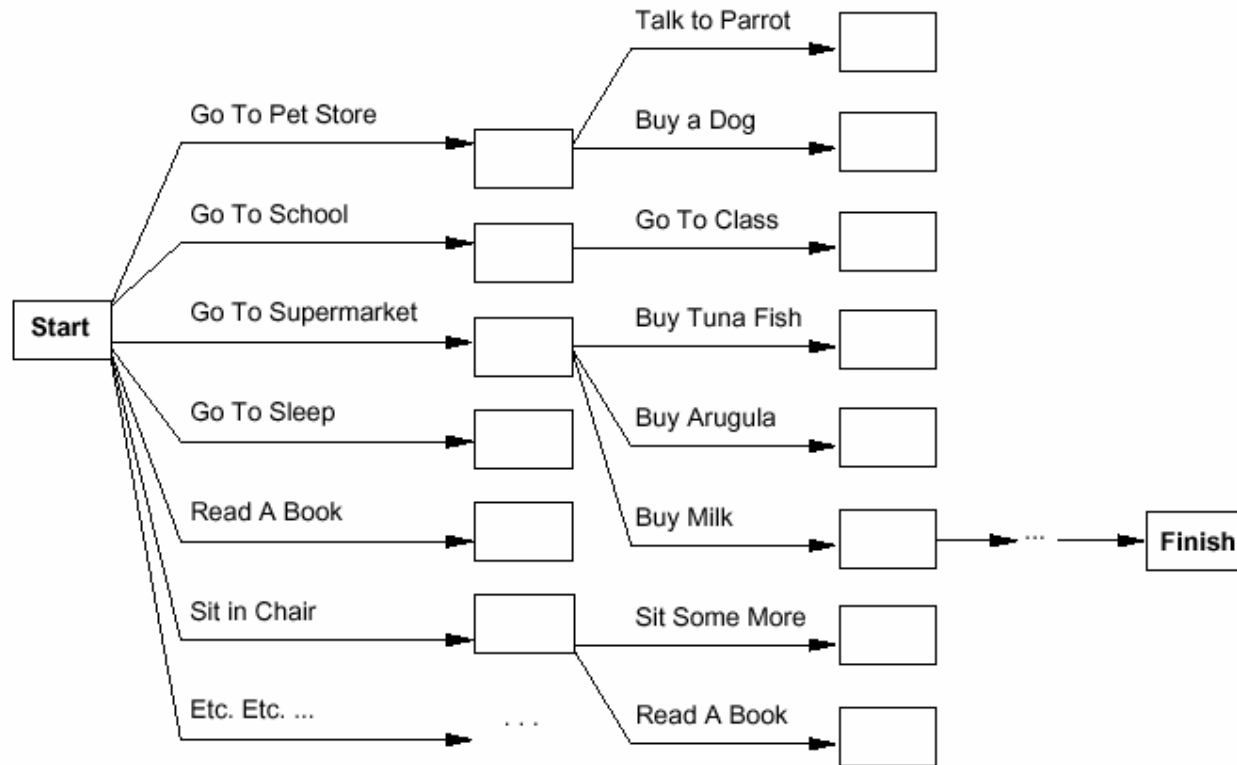 Talk to Parrot
Go To Pet Store
Buy a Dog
Go To School
Go To Class
Start
Go To Supermarket
Buy Tuna Fish
Go To Sleep
Buy Arugula
Read A Book
Buy Milk
...
Finish
Sit in Chair
Sit Some More
Etc. Etc. ...
. . .
Read A Book